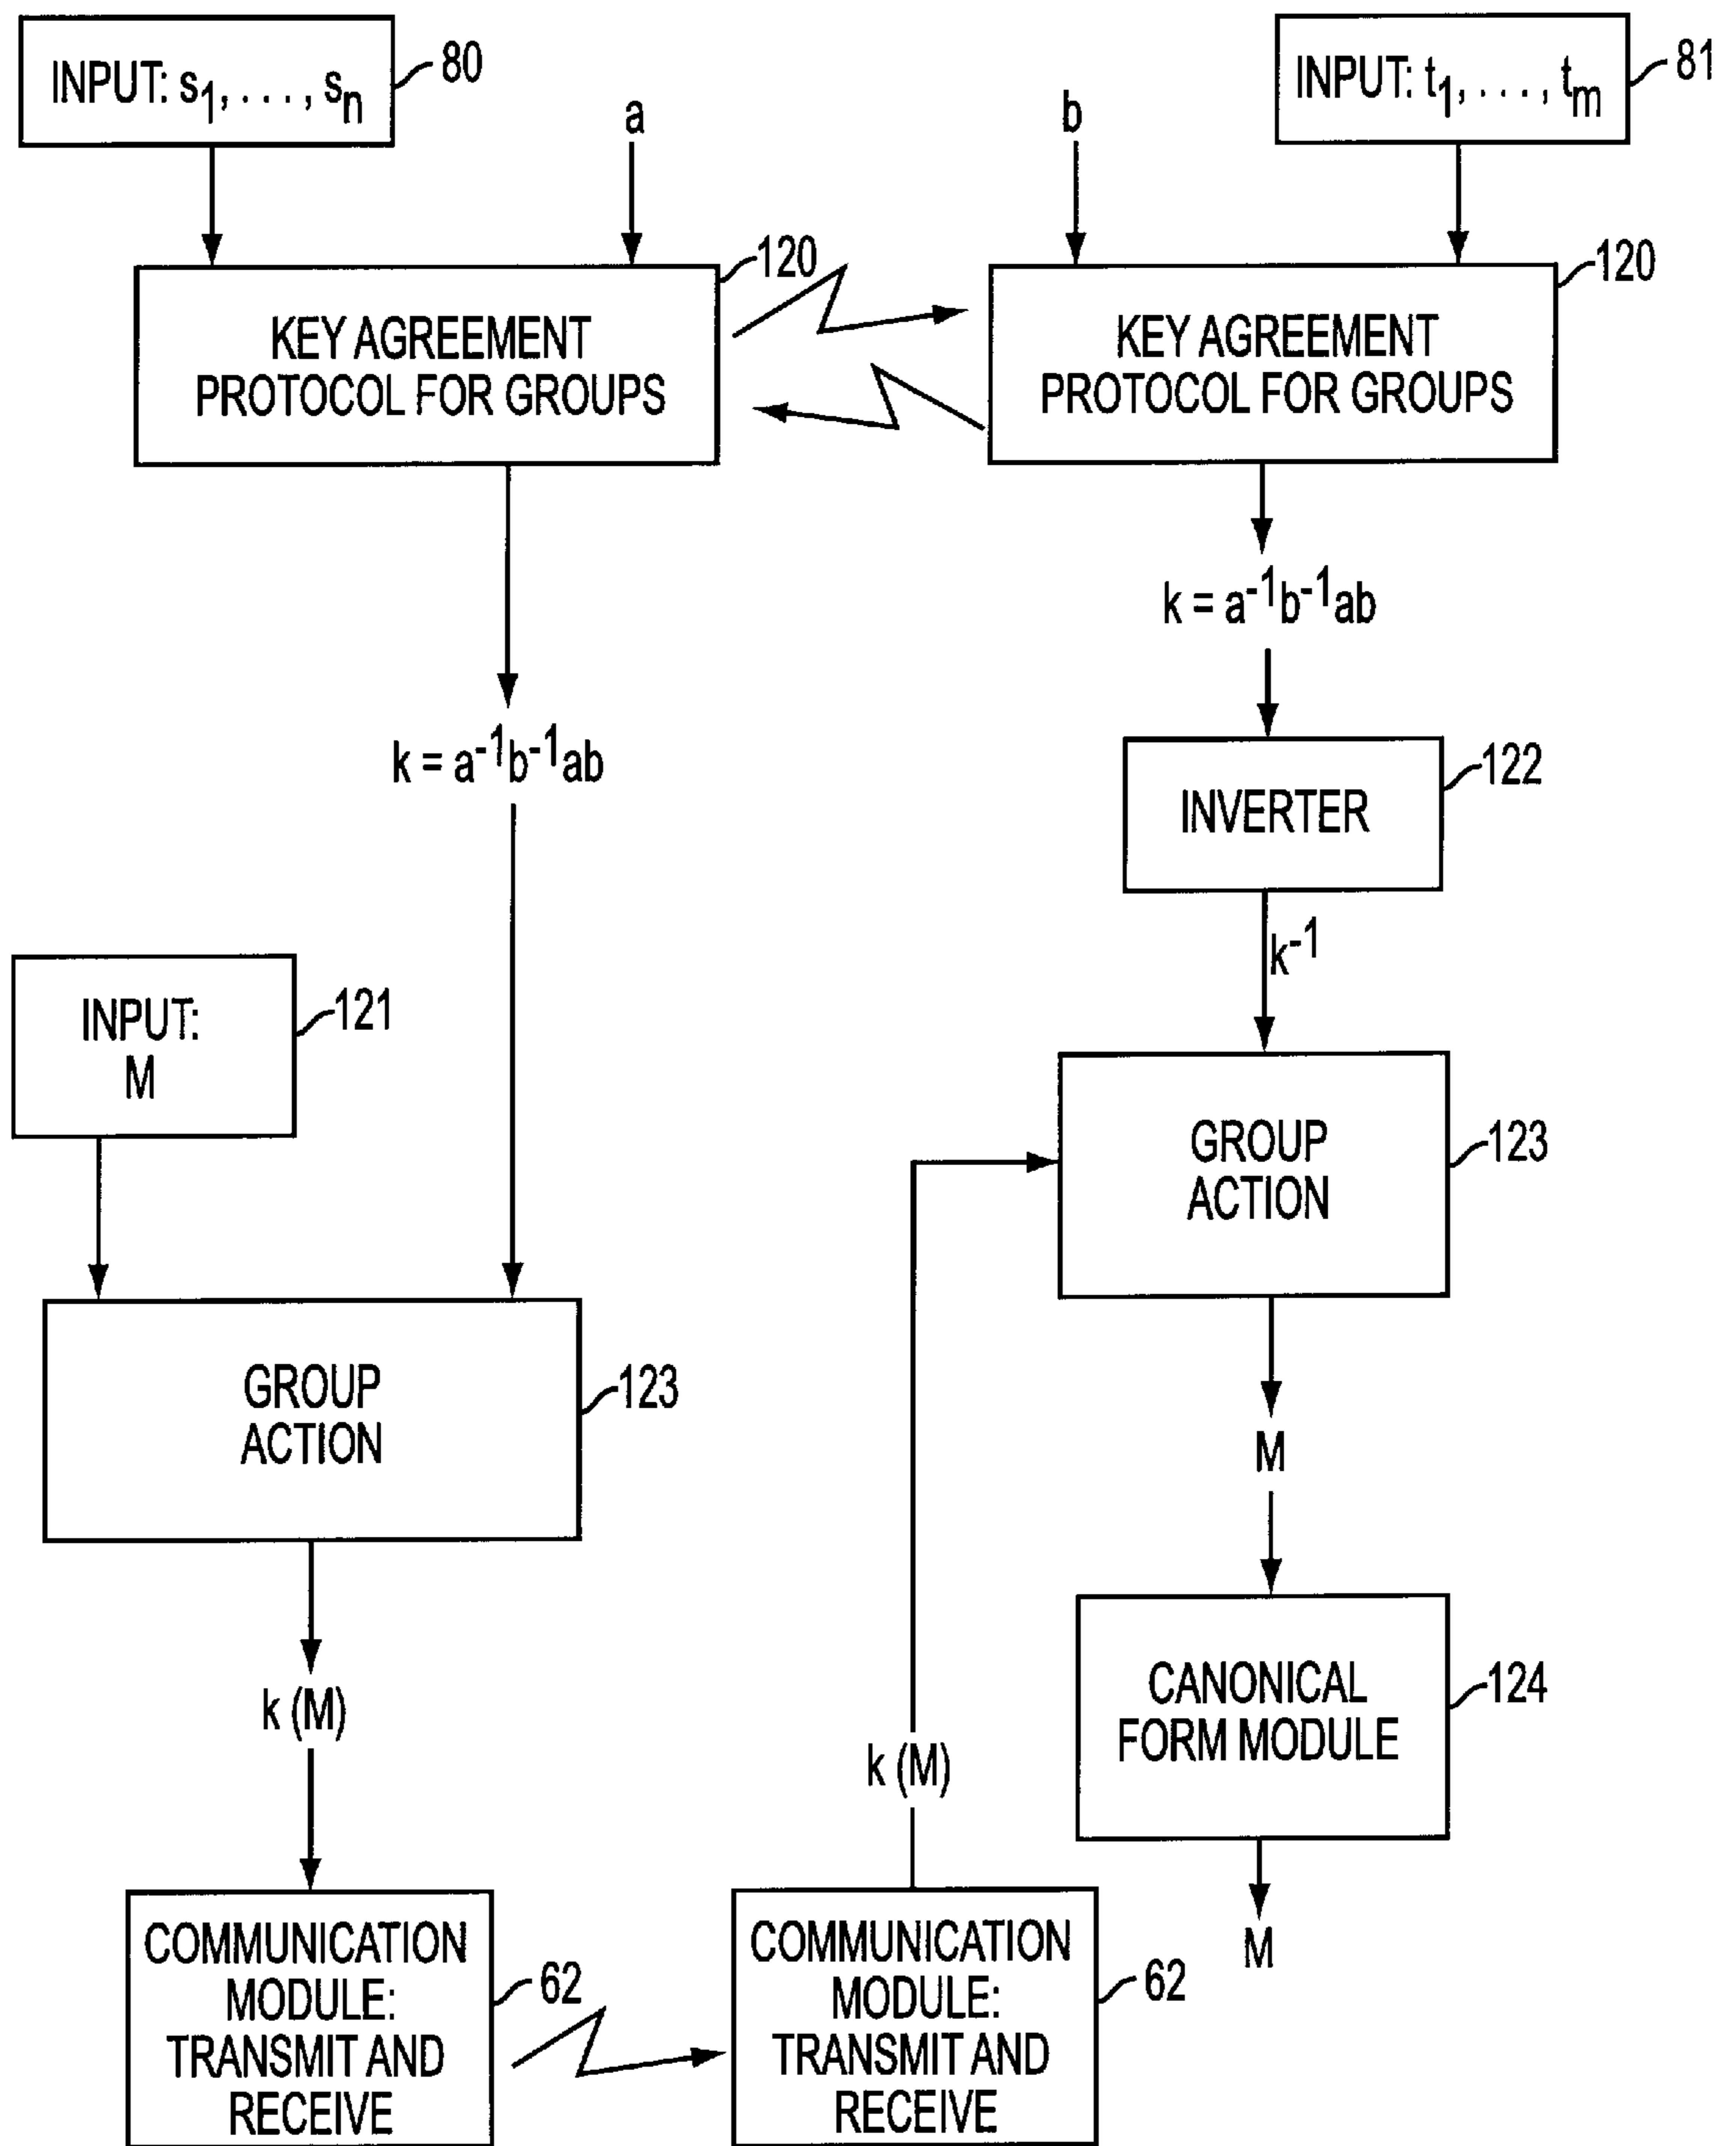 INPUT: s1, . . . , sn
80
INPUT: t1, . . . , tm
81
a
b
120
KEY AGREEMENT
PROTOCOL FOR GROUPS
120
KEY AGREEMENT
PROTOCOL FOR GROUPS
k = a⁻¹b⁻¹ab
k = a⁻¹b⁻¹ab
122
INVERTER
k⁻¹
INPUT:
M
121
GROUP
ACTION
123
GROUP
ACTION
123
M
k (M)
k (M)
CANONICAL
FORM MODULE
124
M
COMMUNICATION
MODULE:
TRANSMIT AND
RECEIVE
62
COMMUNICATION
MODULE:
TRANSMIT AND
RECEIVE
62